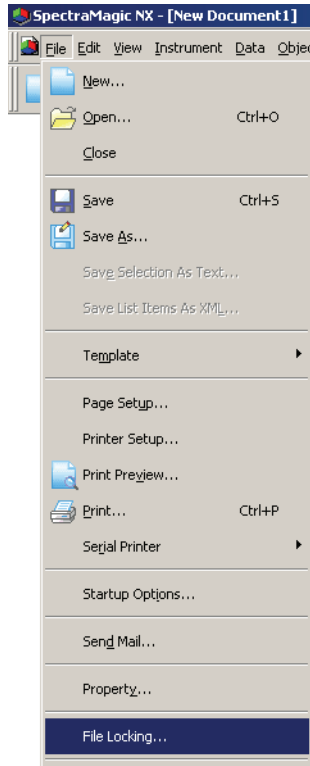 SpectraMagic NX - [New Document1]
File Edit View Instrument Data Objec
New...
Open... Ctrl+O
Close
Save Ctrl+S
Save As...
Save Selection As Text...
Save List Items As XML...
Template
Page Setup...
Printer Setup...
Print Preview...
Print... Ctrl+P
Serial Printer
Startup Options...
Send Mail...
Property...
File Locking...